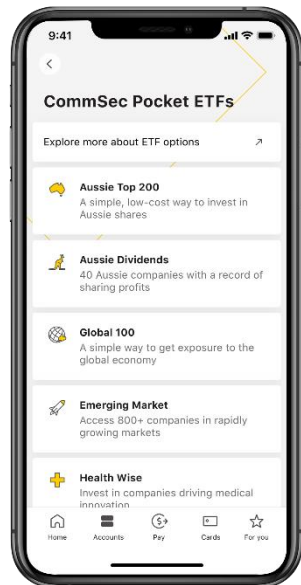 9:41
CommSec Pocket ETFs
Explore more about ETF options
Aussie Top 200
A simple, low-cost way to invest in
Aussie shares
Aussie Dividends
40 Aussie companies with a record of
sharing profits
Global 100
A simple way to get exposure to the
global economy
Emerging Market
Access 800+ companies in rapidly
growing markets
Health Wise
Invest in companies driving medical
innovation
Home Accounts Pay Cards For you